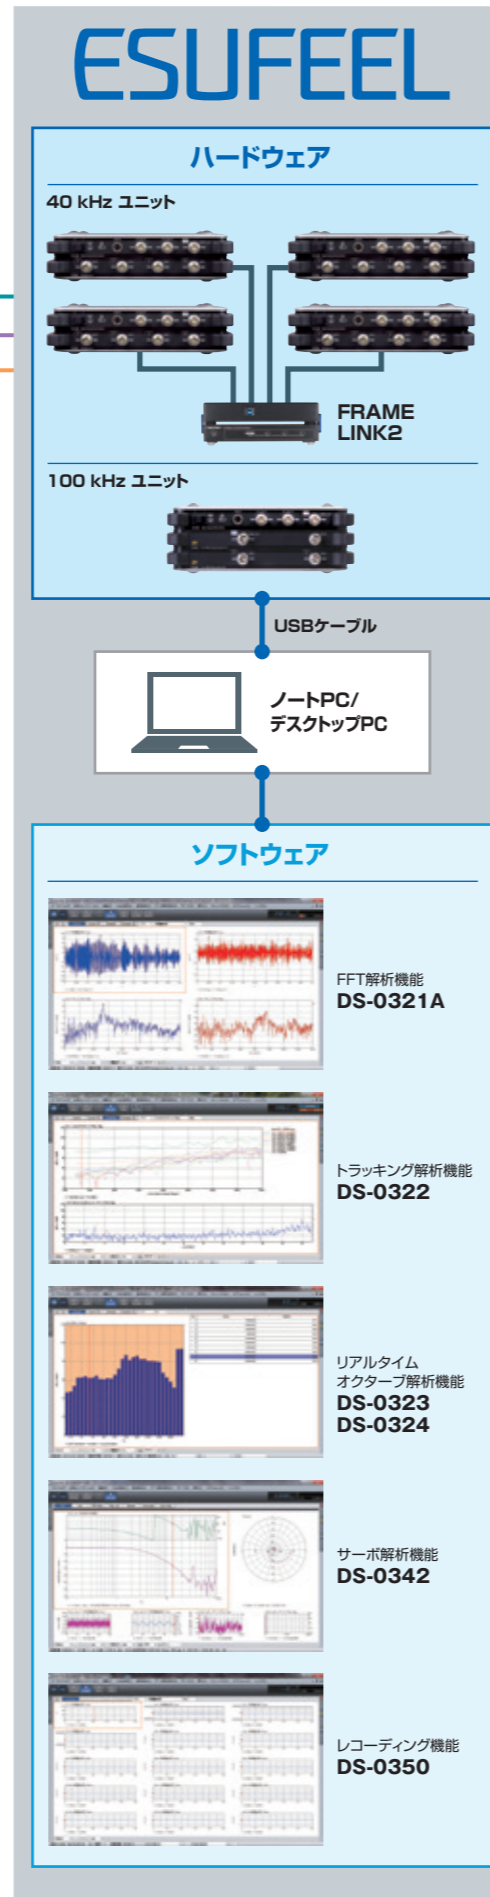 ESUFEEL
ハードウェア
40 kHz ユニット
FRAME
LINK2
100 kHz ユニット
USBケーブル
ノートPC/
デスクトップPC
ソフトウェア
FFT解析機能
DS-0321A
トラッキング解析機能
DS-0322
リアルタイム
オクターブ解析機能
DS-0323
DS-0324
サーボ解析機能
DS-0342
レコーディング機能
DS-0350